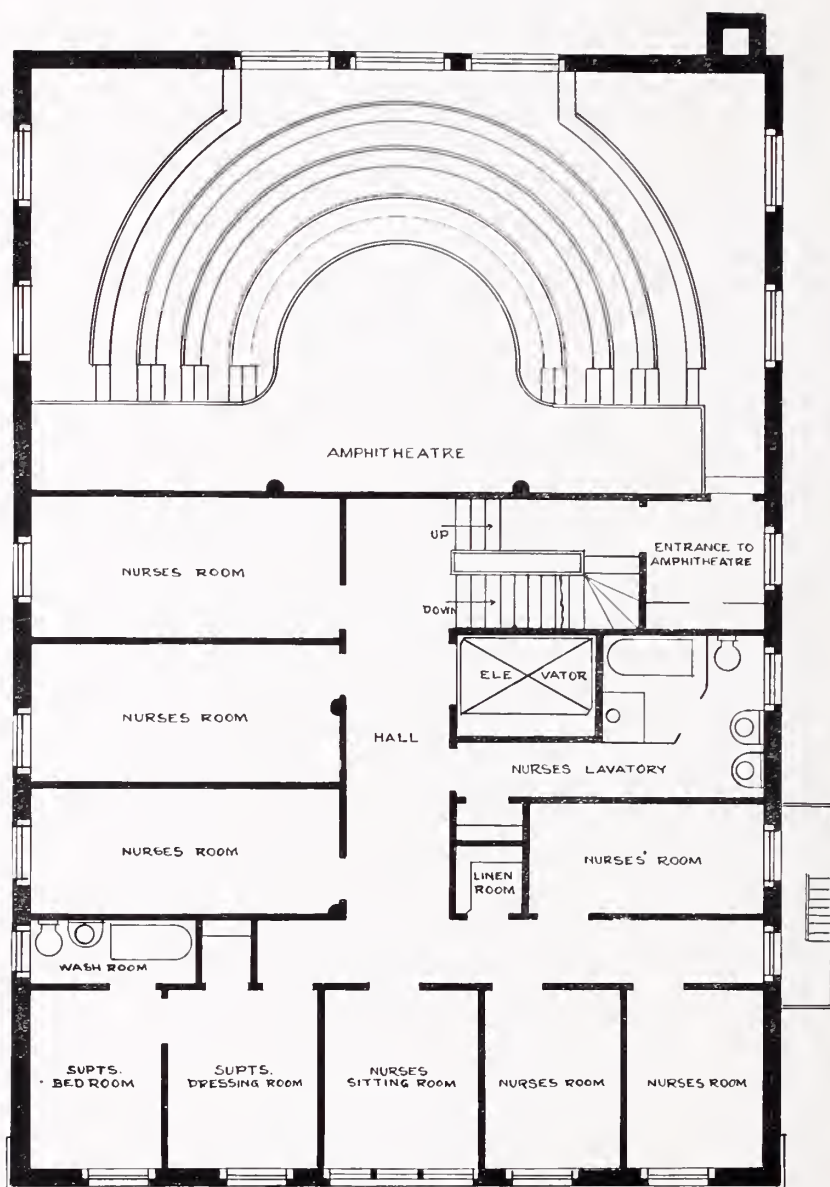 AMPHITHEATRE
UP
ENTRANCE TO
AMPHITHEATRE
NURSES ROOM
DOWN
ELE VATOR
NURSES ROOM
HALL
NURSES LAVATORY
NURSES ROOM
NURSES' ROOM
LINEN
ROOM
WASH ROOM
SUPTS.
BED ROOM
SUPTS.
DRESSING ROOM
NURSES
SITTING ROOM
NURSES ROOM
NURSES ROOM